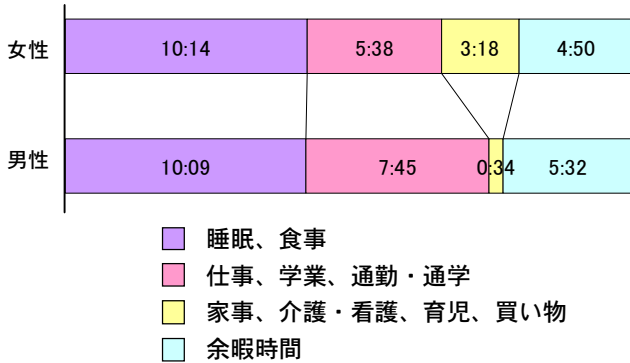 女性 10:14 5:38 3:18 4:50
男性 10:09 7:45 0:34 5:32
睡眠、食事
仕事、学業、通勤・通学
家事、介護・看護、育児、買い物
余暇時間